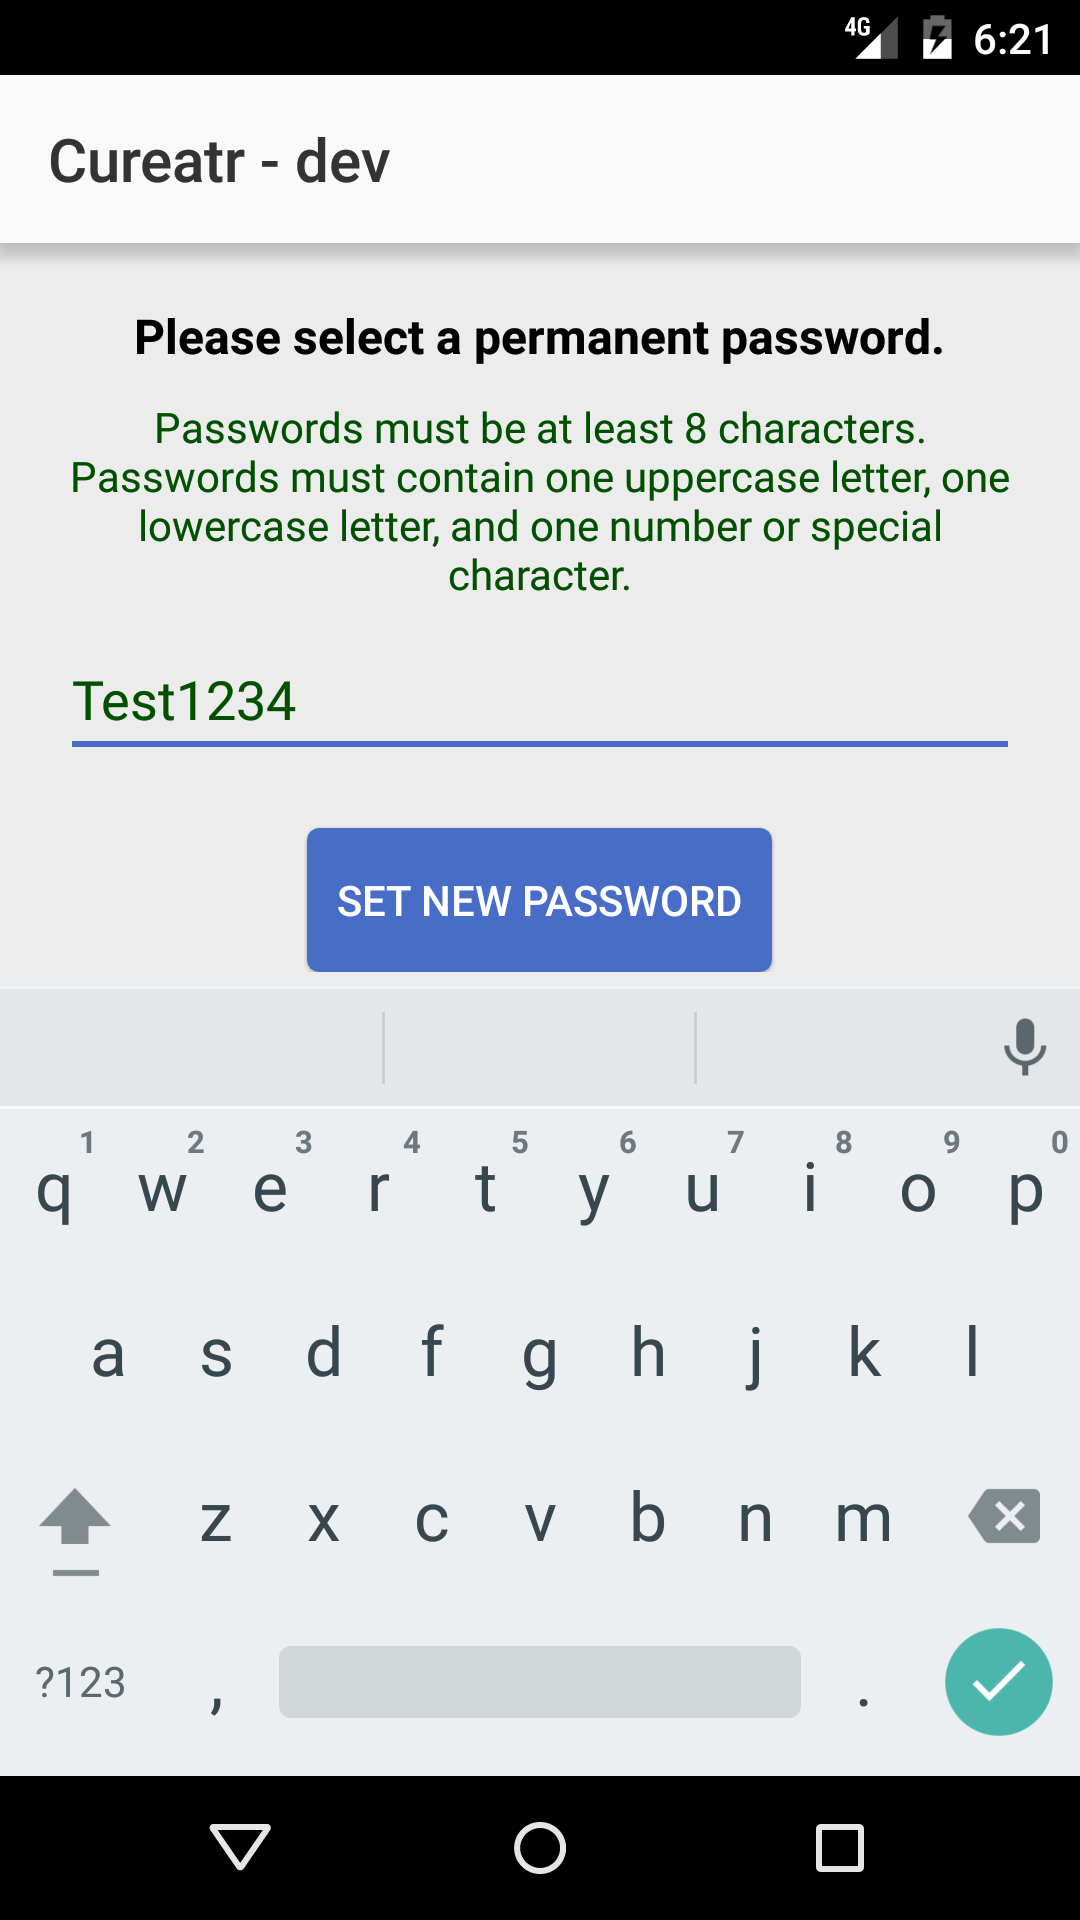 4G 6:21
Cureatr - dev
Please select a permanent password.
Passwords must be at least 8 characters.
Passwords must contain one uppercase letter, one
lowercase letter, and one number or special
character.
Test1234
SET NEW PASSWORD
1 2 3 4 5 6 7 8 9 0
q w e r t y u i o p
a s d f g h j k l
z x c v b n m
?123 , .